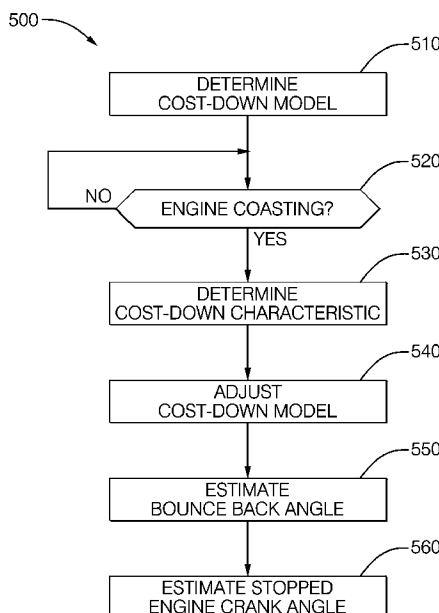 500
510
DETERMINE
COST-DOWN MODEL
520
NO
ENGINE COASTING?
YES
530
DETERMINE
COST-DOWN CHARACTERISTIC
540
ADJUST
COST-DOWN MODEL
550
ESTIMATE
BOUNCE BACK ANGLE
560
ESTIMATE STOPPED
ENGINE CRANK ANGLE